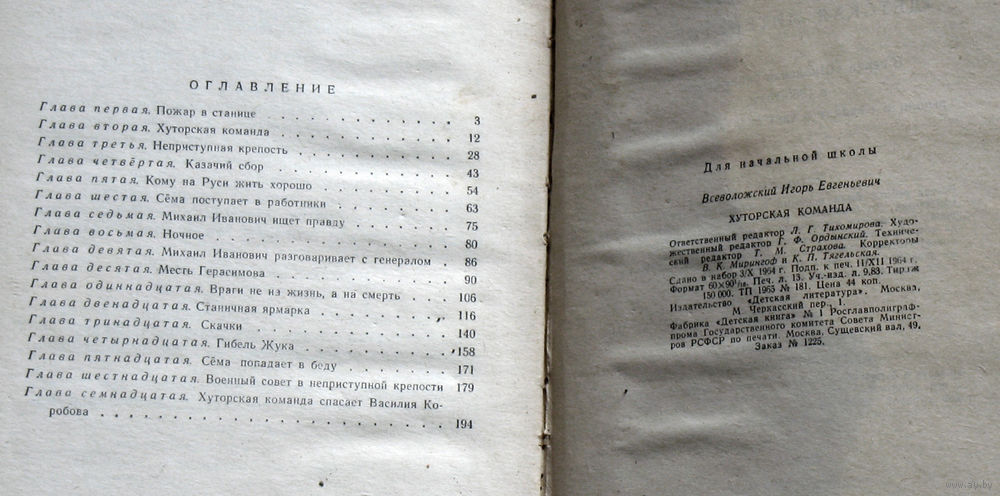 ОГЛАВЛЕНИЕ
Глава первая. Пожар в станице . . . . . . . . . . . . 3
Глава вторая. Хуторская команда . . . . . . . . . . . 12
Глава третья. Неприступная крепость . . . . . . . . . 28
Глава четвёртая. Казачий сбор . . . . . . . . . . . . 43
Глава пятая. Кому на Руси жить хорошо . . . . . . . . 54
Глава шестая. Сёма поступает в работники . . . . . . . 63
Глава седьмая. Михаил Иванович ищет правду . . . . . . 75
Глава восьмая. Ночное . . . . . . . . . . . . . . . 80
Глава девятая. Михаил Иванович разговаривает с генералом . 86
Глава десятая. Месть Герасимова . . . . . . . . . . . 90
Глава одиннадцатая. Враги не из жизнь, а на смерть . . . 106
Глава двенадцатая. Станичная ярмарка . . . . . . . . . 116
Глава тринадцатая. Скачки . . . . . . . . . . . . . 140
Глава четырнадцатая. Гибель Жука . . . . . . . . . . 158
Глава пятнадцатая. Сёма попадает в беду . . . . . . . 171
Глава шестнадцатая. Военный совет в неприступной крепости 179
Глава семнадцатая. Хуторская команда спасает Василия Ко-
робова . . . . . . . . . . . . . . . . . . . . 194
Для начальной школы
Всеволожский Игорь Евгеньевич
ХУТОРСКАЯ КОМАНДА
Ответственный редактор Л. Г. Тихомирова. Худо-
жественный редактор Г. Ф. Ордынский. Техниче-
ский редактор Т. М. Страхова. Корректоры
В. К. Мирингоф и К. П. Тягельская.
Сдано в набор 3/X 1964 г. Подп. к печ. 11/XII 1964 г.
Формат 60×90¹/₁₆. Печ. л. 13. Уч.-изд. л. 9,83. Тираж
150 000. ТП 1965 № 181. Цена 44 коп.
Издательство «Детская литература». Москва,
М. Черкасский пер., 1.
Фабрика «Детская книга» № 1 Росглавполиграф-
прома Государственного комитета Совета Минист-
ров РСФСР по печати. Москва, Сущевский вал, 49.
Заказ № 1225.
www.ay.by